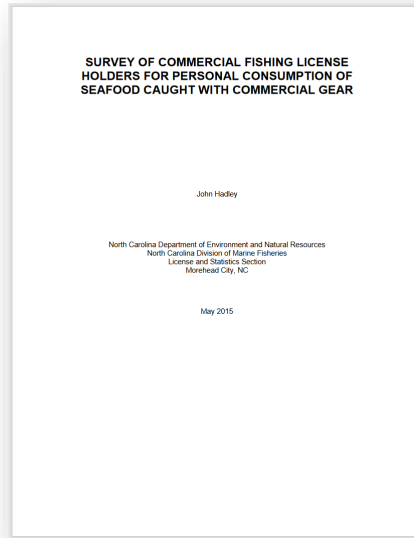 SURVEY OF COMMERCIAL FISHING LICENSE
HOLDERS FOR PERSONAL CONSUMPTION OF
SEAFOOD CAUGHT WITH COMMERCIAL GEAR
John Hadley
North Carolina Department of Environment and Natural Resources
North Carolina Division of Marine Fisheries
License and Statistics Section
Morehead City, NC
May 2015